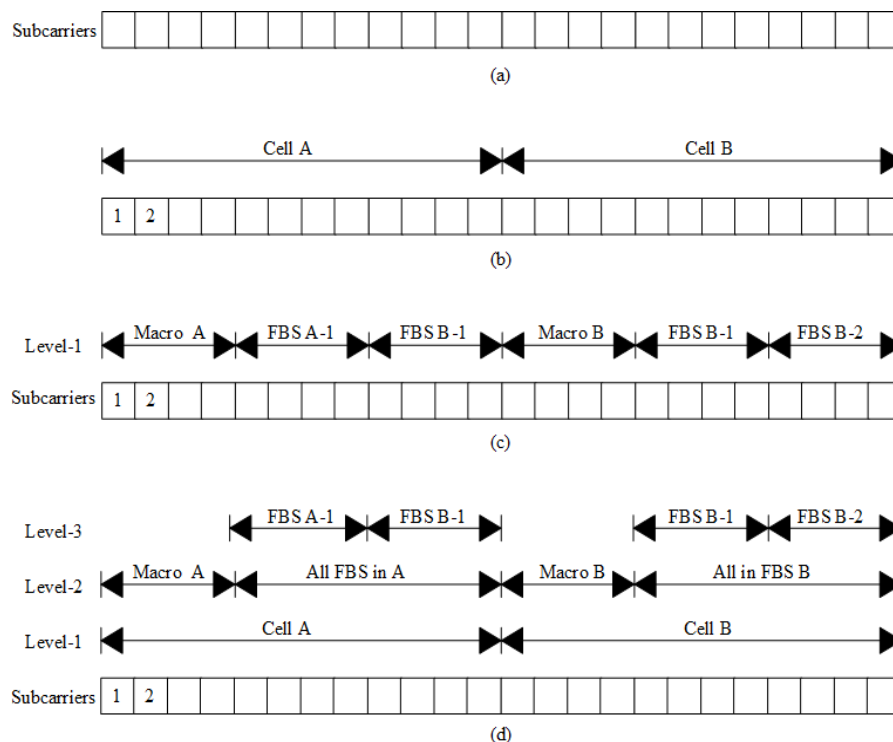 Subcarriers
(a)
Cell A Cell B
1 2
(b)
Level-1 Macro A FBS A-1 FBS B-1 Macro B FBS B-1 FBS B-2
Subcarriers 1 2
(c)
Level-3 FBS A-1 FBS B-1 FBS B-1 FBS B-2
Level-2 Macro A All FBS in A Macro B All in FBS B
Level-1 Cell A Cell B
Subcarriers 1 2
(d)